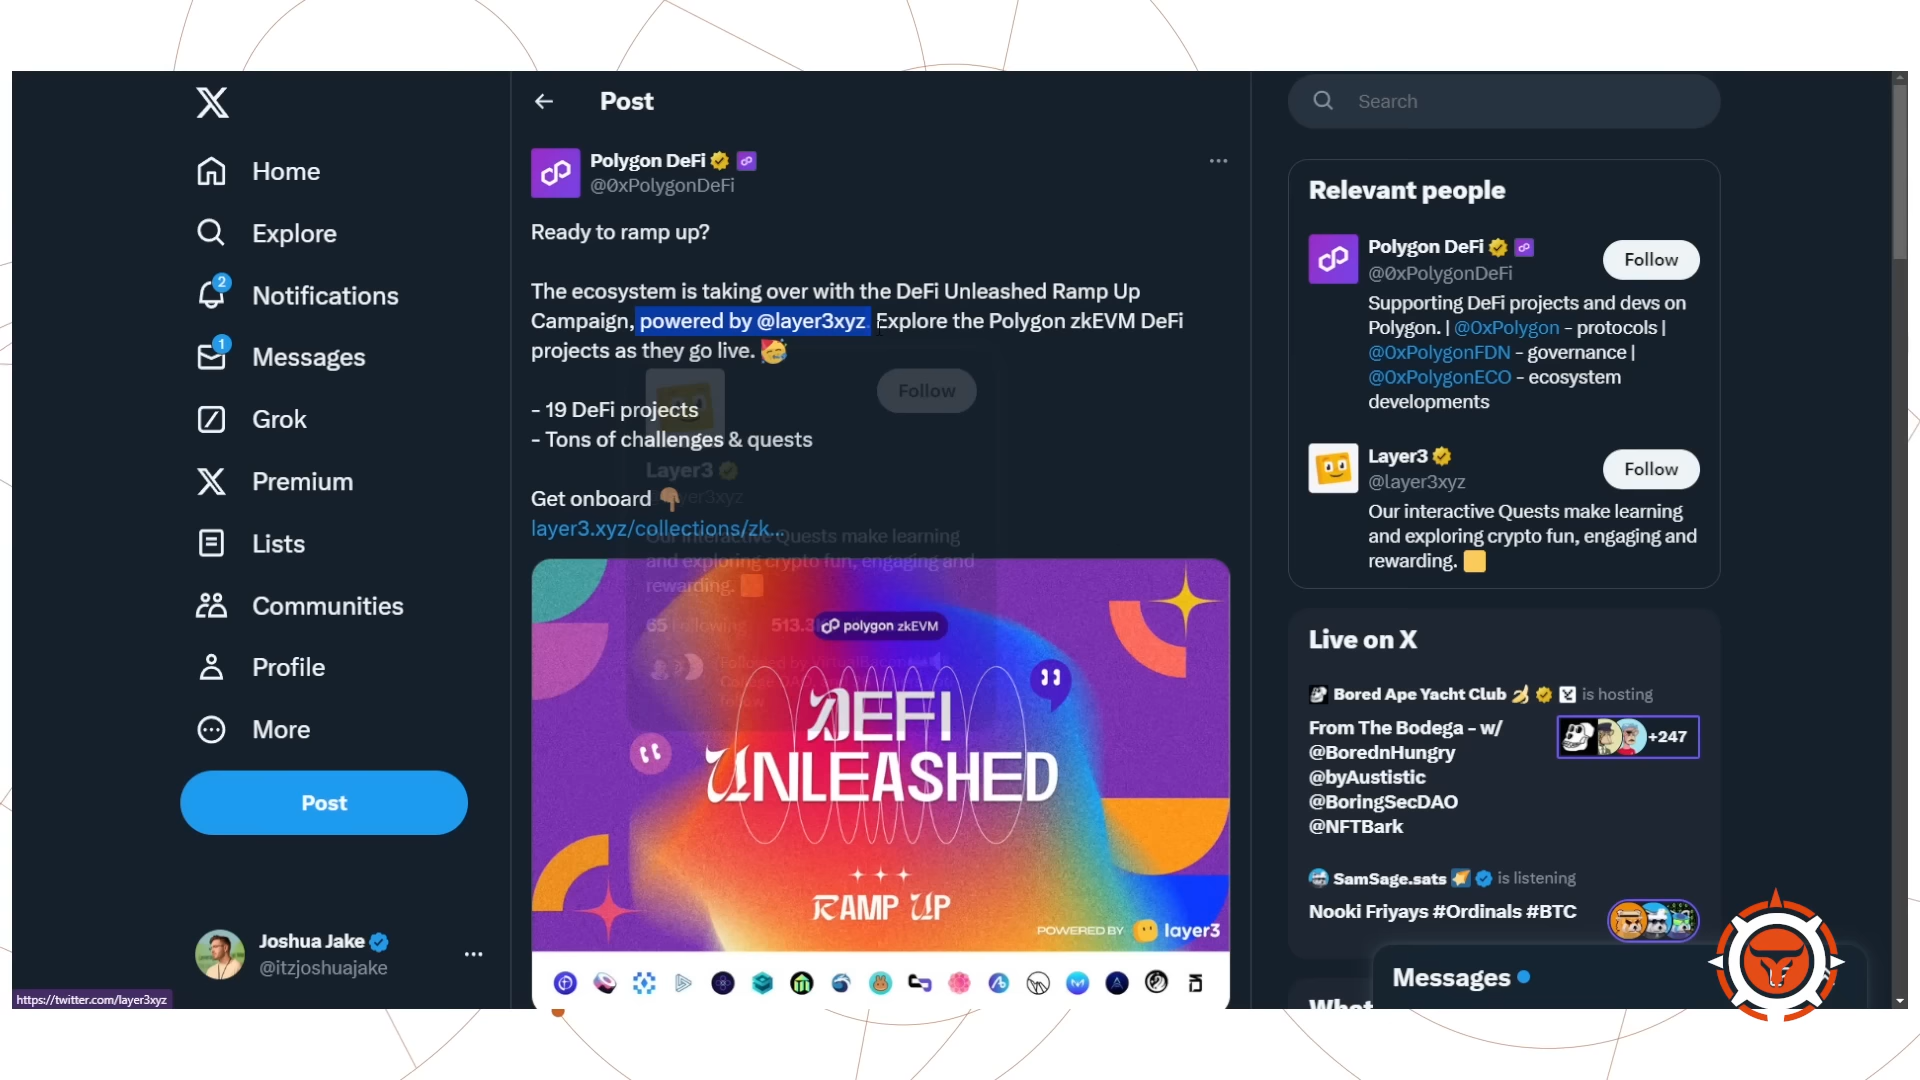 Home
Explore
2
Notifications
1
Messages
Grok
Premium
Lists
Communities
Profile
More
Post
Joshua Jake
@itzjoshuajake
https://twitter.com/layer3xyz
Post
Polygon DeFi
@0xPolygonDeFi
Ready to ramp up?
The ecosystem is taking over with the DeFi Unleashed Ramp Up
Campaign, powered by @layer3xyz. Explore the Polygon zkEVM DeFi
projects as they go live.
- 19 DeFi projects
- Tons of challenges & quests
Get onboard
layer3.xyz/collections/zk...
Follow
Layer3
Our interactive Quests make learning
and exploring crypto fun, engaging and
rewarding.
65 Following
polygon zkEVM
DEFI
UNLEASHED
RAMP UP
POWERED BY layer3
Search
Relevant people
Polygon DeFi
Follow
@0xPolygonDeFi
Supporting DeFi projects and devs on
Polygon. | @0xPolygon - protocols |
@0xPolygonFDN - governance |
@0xPolygonECO - ecosystem
developments
Layer3
Follow
@layer3xyz
Our interactive Quests make learning
and exploring crypto fun, engaging and
rewarding.
Live on X
Bored Ape Yacht Club is hosting
From The Bodega - w/
@BorednHungry
@byAustistic
@BoringSecDAO
@NFTBark
+247
SamSage.sats is listening
Nooki Friyays #Ordinals #BTC
Messages